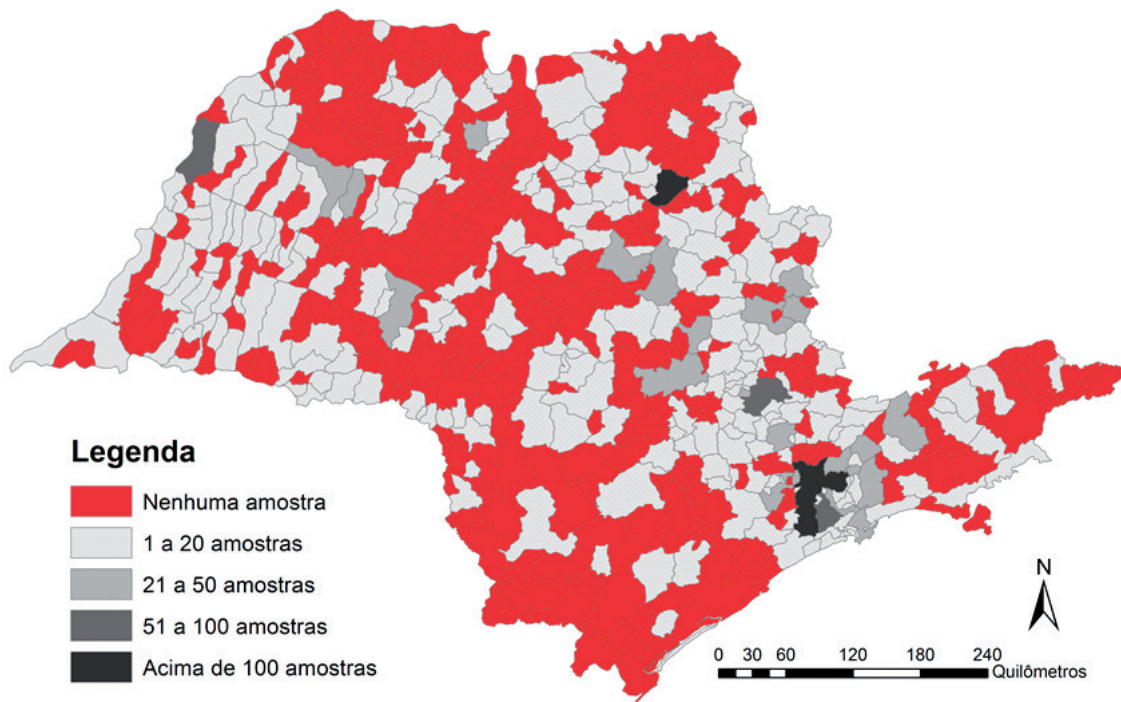 Legenda
Nenhuma amostra
1 a 20 amostras
21 a 50 amostras
51 a 100 amostras
Acima de 100 amostras
N
0 30 60 120 180 240
Quilômetros